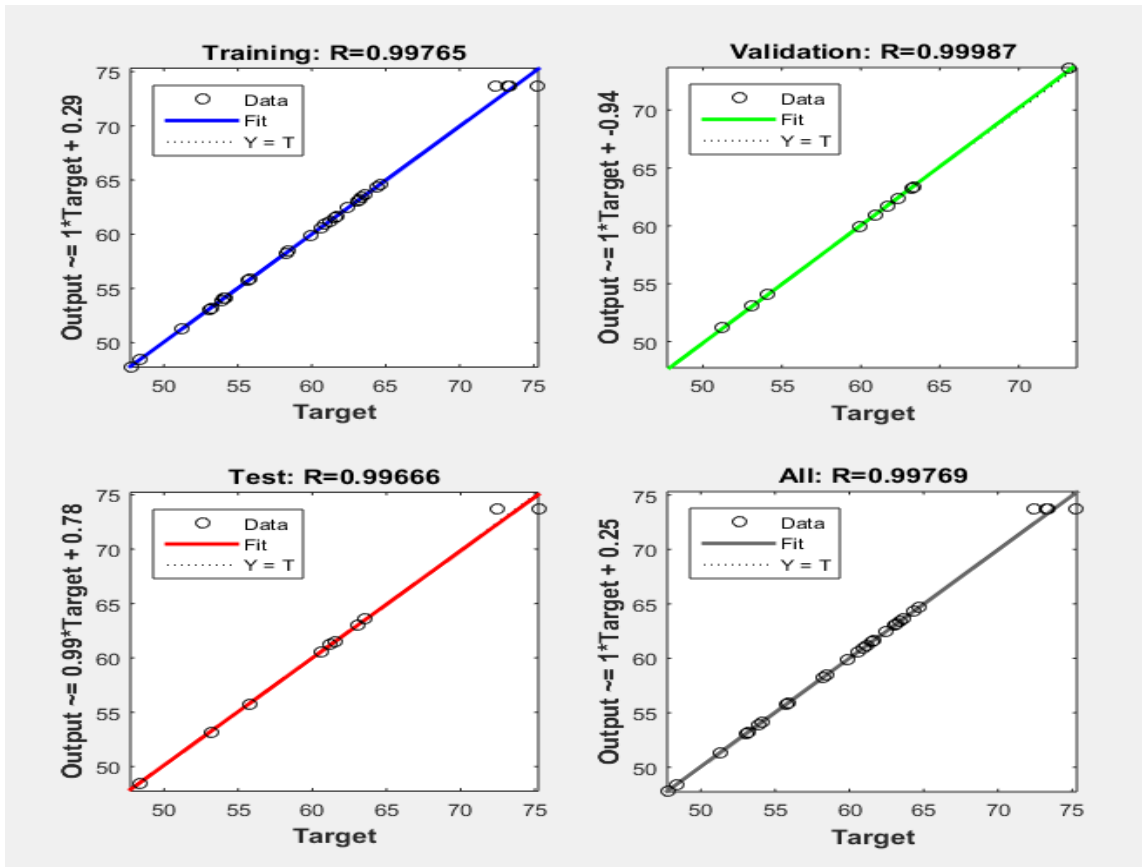 Training: R=0.99765
Output ~= 1*Target + 0.29
75
70
65
60
55
50
Data
Fit
Y = T
50
55
60
65
70
75
Target
Validation: R=0.99987
Output ~= 1*Target + -0.94
70
65
60
55
50
Data
Fit
Y = T
50
55
60
65
70
Target
Test: R=0.99666
Output ~= 0.99*Target + 0.78
75
70
65
60
55
50
Data
Fit
Y = T
50
55
60
65
70
75
Target
All: R=0.99769
Output ~= 1*Target + 0.25
75
70
65
60
55
50
Data
Fit
Y = T
50
55
60
65
70
75
Target